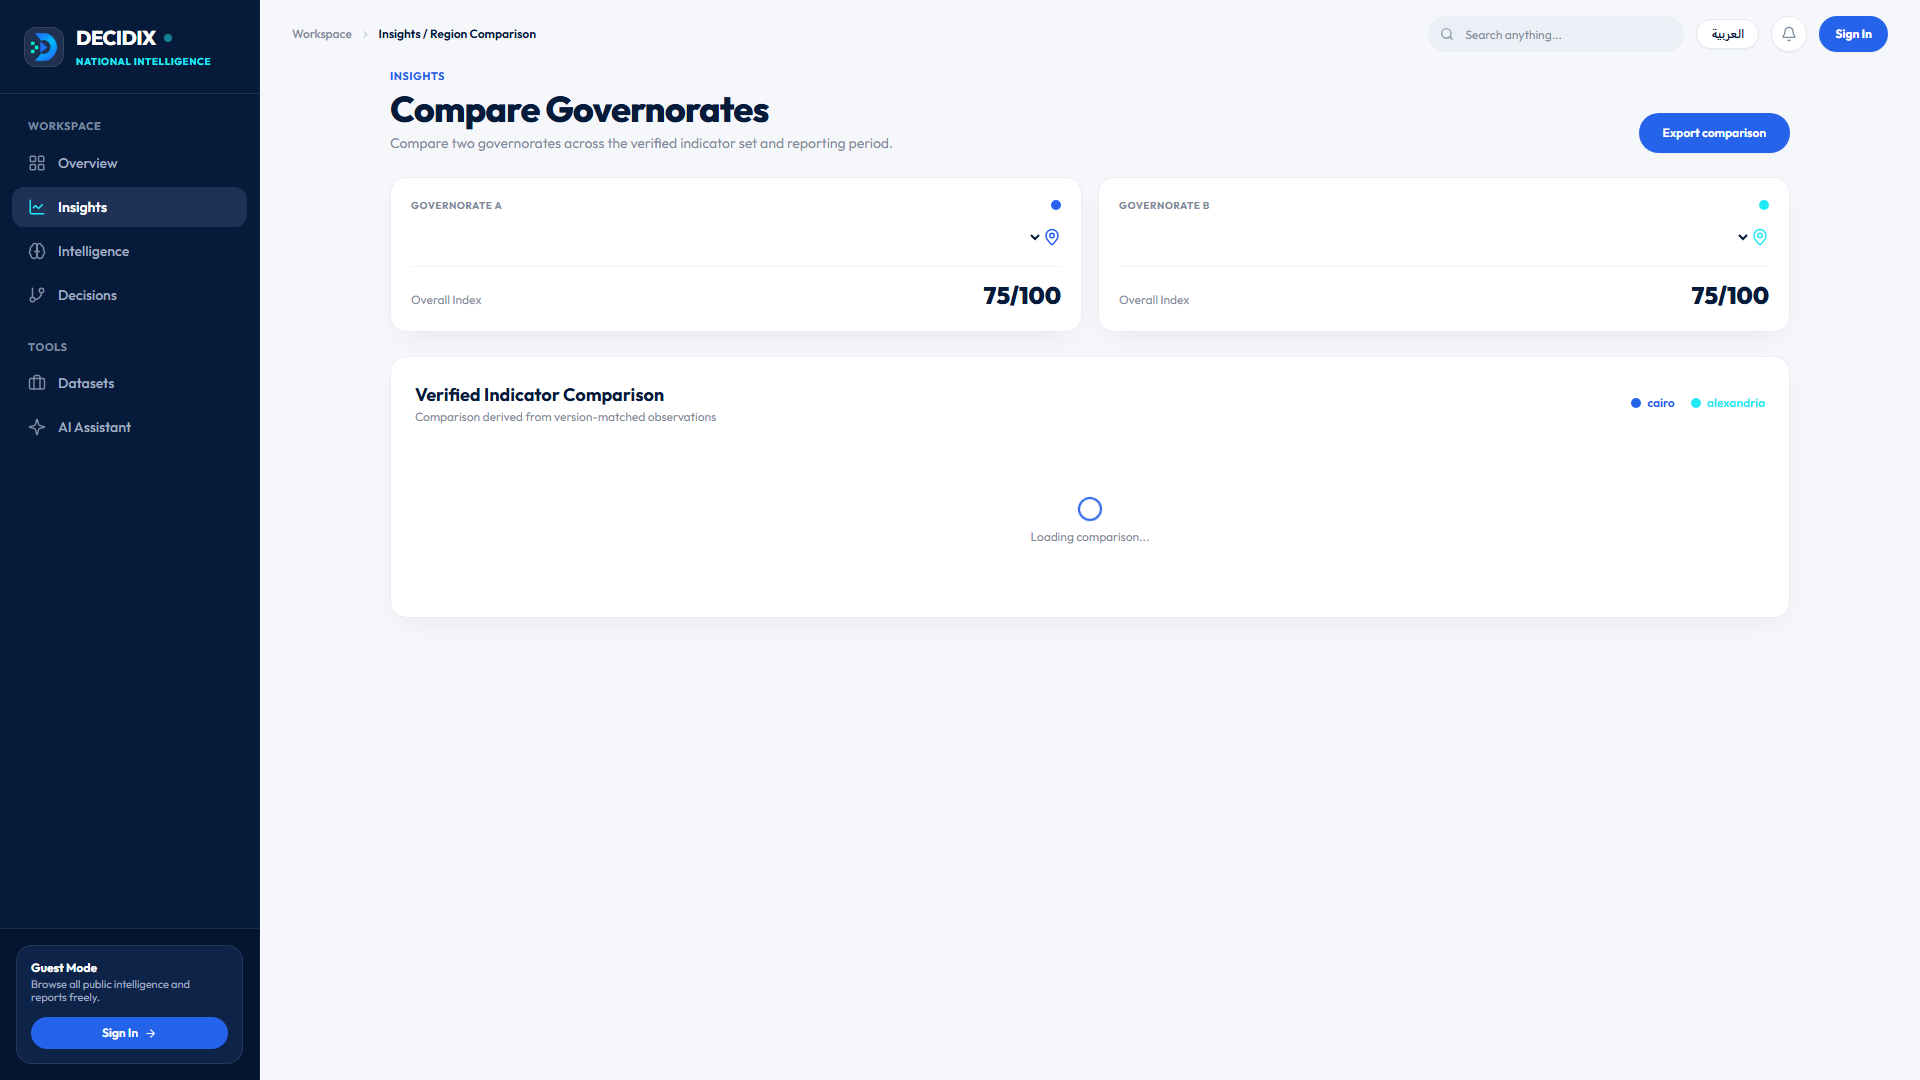 DECIDIX
NATIONAL INTELLIGENCE
WORKSPACE
Overview
Insights
Intelligence
Decisions
TOOLS
Datasets
AI Assistant
Guest Mode
Browse all public intelligence and
reports freely.
Sign In
Workspace
Insights / Region Comparison
Search anything...
العربية
Sign In
INSIGHTS
Compare Governorates
Compare two governorates across the verified indicator set and reporting period.
Export comparison
GOVERNORATE A
Overall Index
75/100
GOVERNORATE B
Overall Index
75/100
Verified Indicator Comparison
Comparison derived from version-matched observations
cairo
alexandria
Loading comparison...